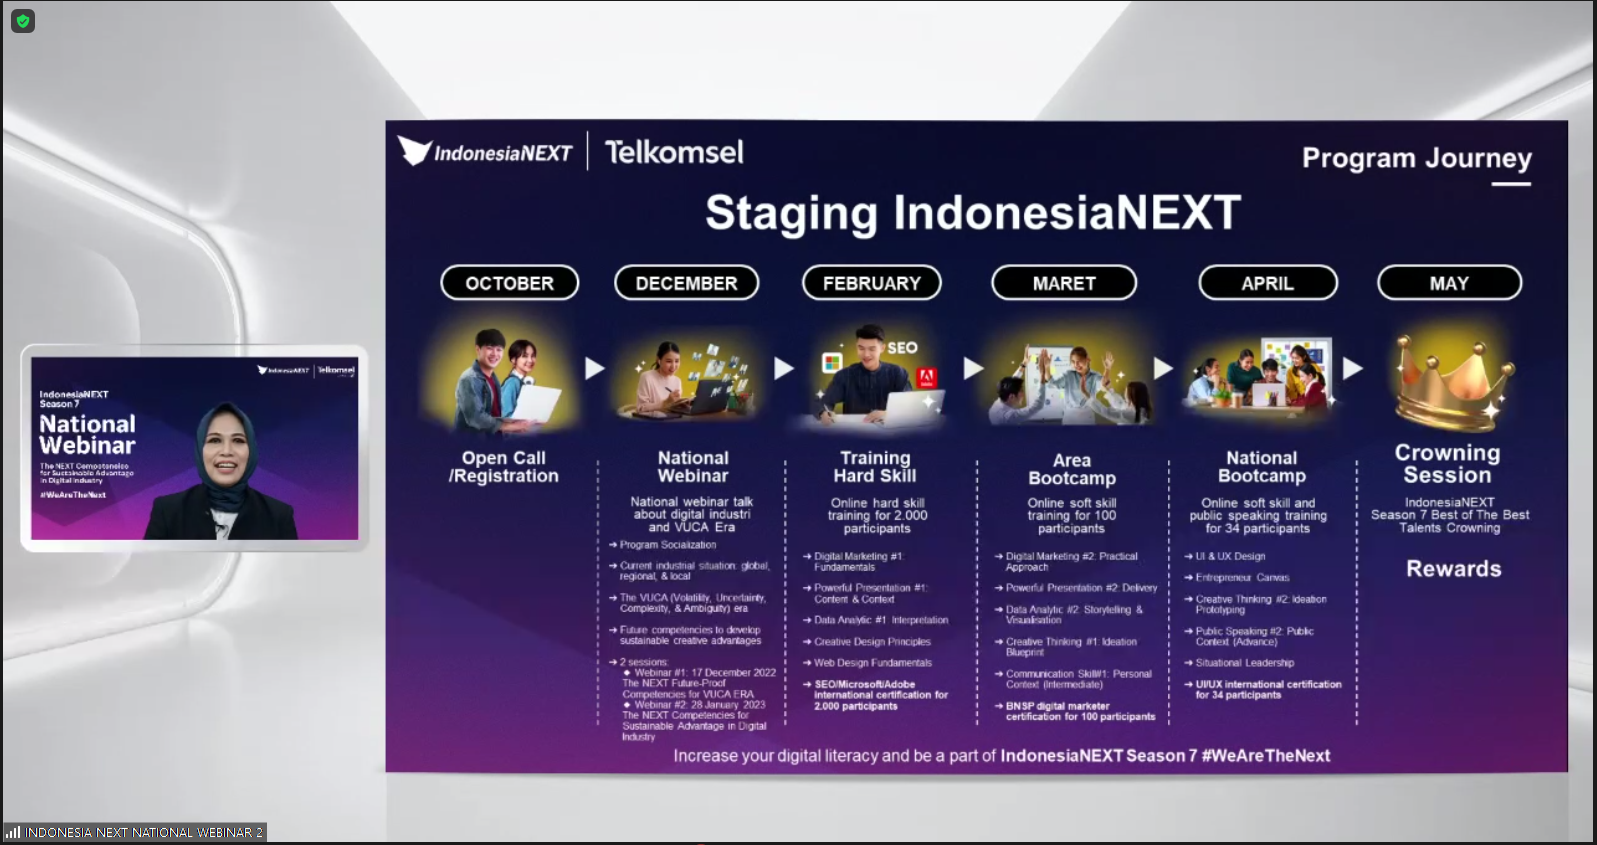 IndonesiaNEXT
Telkomsel
Program Journey
Staging IndonesiaNEXT
OCTOBER
Open Call
/Registration
DECEMBER
National
Webinar
National webinar talk
about digital industri
and VUCA Era
➔ Program Socialization
➔ Current industrial situation: global,
regional, & local
➔ The VUCA (Volatility, Uncertainty,
Complexity, & Ambiguity) era
➔ Future competencies to develop
sustainable creative advantages
➔ 2 sessions:
◆ Webinar #1: 17 December 2022
The NEXT Future-Proof
Competencies for VUCA ERA
◆ Webinar #2: 28 January 2023
The NEXT Competencies for
Sustainable Advantage in Digital
Industry
FEBRUARY
SEO
Training
Hard Skill
Online hard skill
training for 2.000
participants
➔ Digital Marketing #1:
Fundamentals
➔ Powerful Presentation #1:
Content & Context
➔ Data Analytic #1: Interpretation
➔ Creative Design Principles
➔ Web Design Fundamentals
➔ SEO/Microsoft/Adobe
international certification for
2.000 participants
MARET
Area
Bootcamp
Online soft skill
training for 100
participants
➔ Digital Marketing #2: Practical
Approach
➔ Powerful Presentation #2: Delivery
➔ Data Analytic #2: Storytelling &
Visualisation
➔ Creative Thinking #1: Ideation
Blueprint
➔ Communication Skill#1: Personal
Context (Intermediate)
➔ BNSP digital marketer
certification for 100 participants
APRIL
National
Bootcamp
Online soft skill and
public speaking training
for 34 participants
➔ UI & UX Design
➔ Entrepreneur Canvas
➔ Creative Thinking #2: Ideation
Prototyping
➔ Public Speaking #2: Public
Context (Advance)
➔ Situational Leadership
➔ UI/UX international certification
for 34 participants
MAY
Crowning
Session
IndonesiaNEXT
Season 7 Best of The Best
Talents Crowning
Rewards
Increase your digital literacy and be a part of IndonesiaNEXT Season 7 #WeAreTheNext
IndonesiaNEXT
Telkomsel
IndonesiaNEXT
Season 7
National
Webinar
The NEXT Competencies
for Sustainable Advantage
in Digital Industry
#WeAreTheNext
INDONESIA NEXT NATIONAL WEBINAR 2